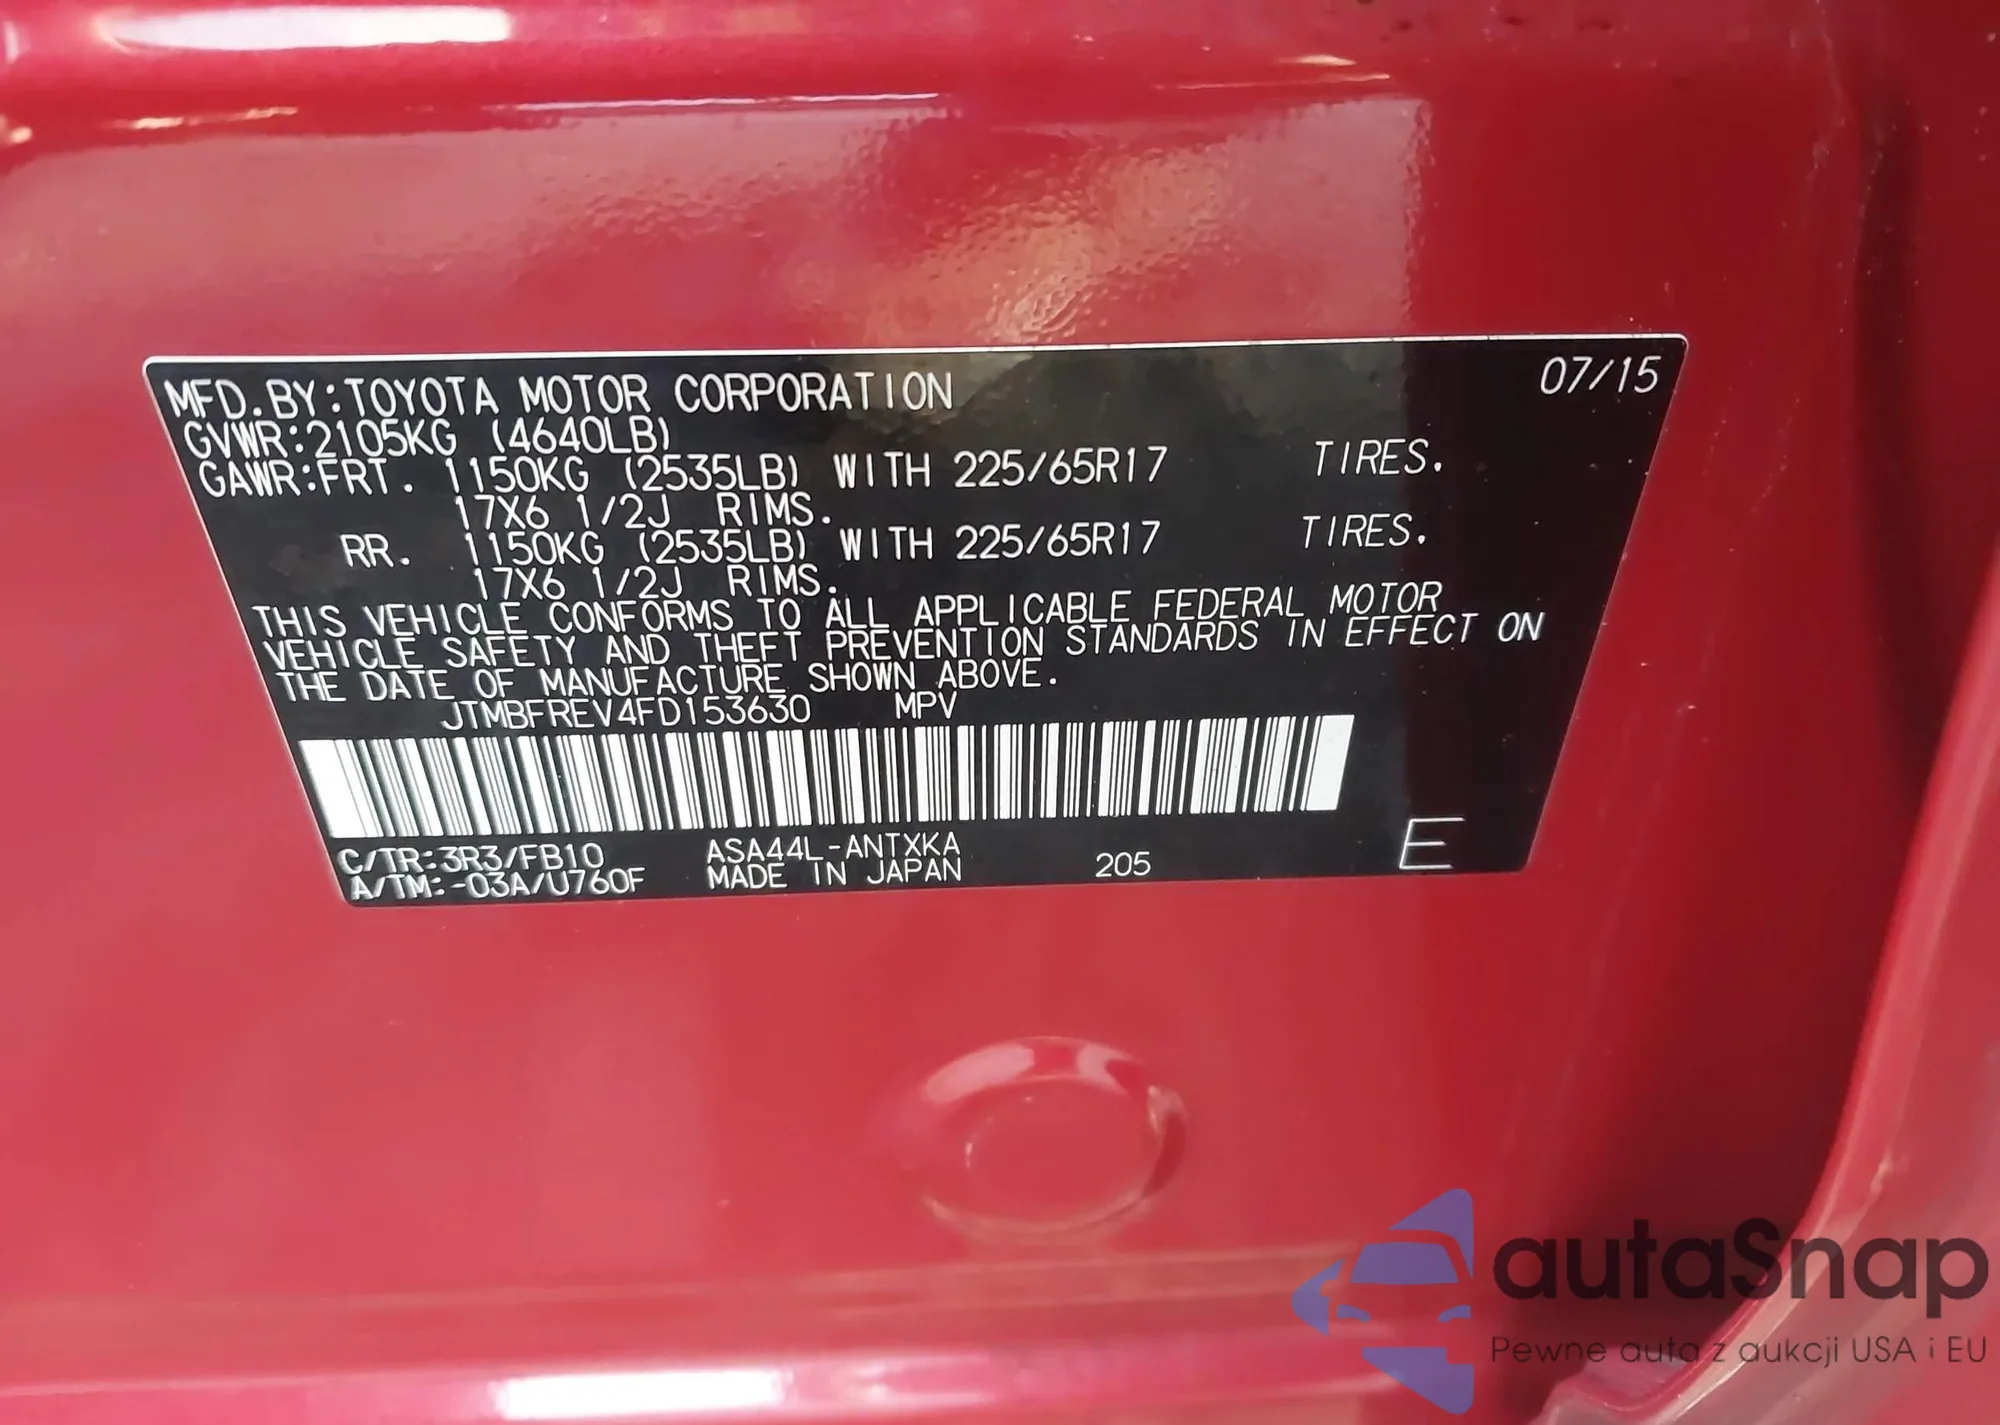 MFD.BY:TOYOTA MOTOR CORPORATION 07/15
GVWR:2105KG (4640LB)
GAWR:FRT. 1150KG (2535LB) WITH 225/65R17 TIRES.
17X6 1/2J RIMS.
RR. 1150KG (2535LB) WITH 225/65R17 TIRES.
17X6 1/2J RIMS.
THIS VEHICLE CONFORMS TO ALL APPLICABLE FEDERAL MOTOR
VEHICLE SAFETY AND THEFT PREVENTION STANDARDS IN EFFECT ON
THE DATE OF MANUFACTURE SHOWN ABOVE.
JTMBFREV4FD153630 MPV
C/TR:3R3/FB10 ASA44L-ANTXKA 205 E
A/TM:-03A/U760F MADE IN JAPAN
autaSnap
Pewne auta z aukcji USA i EU